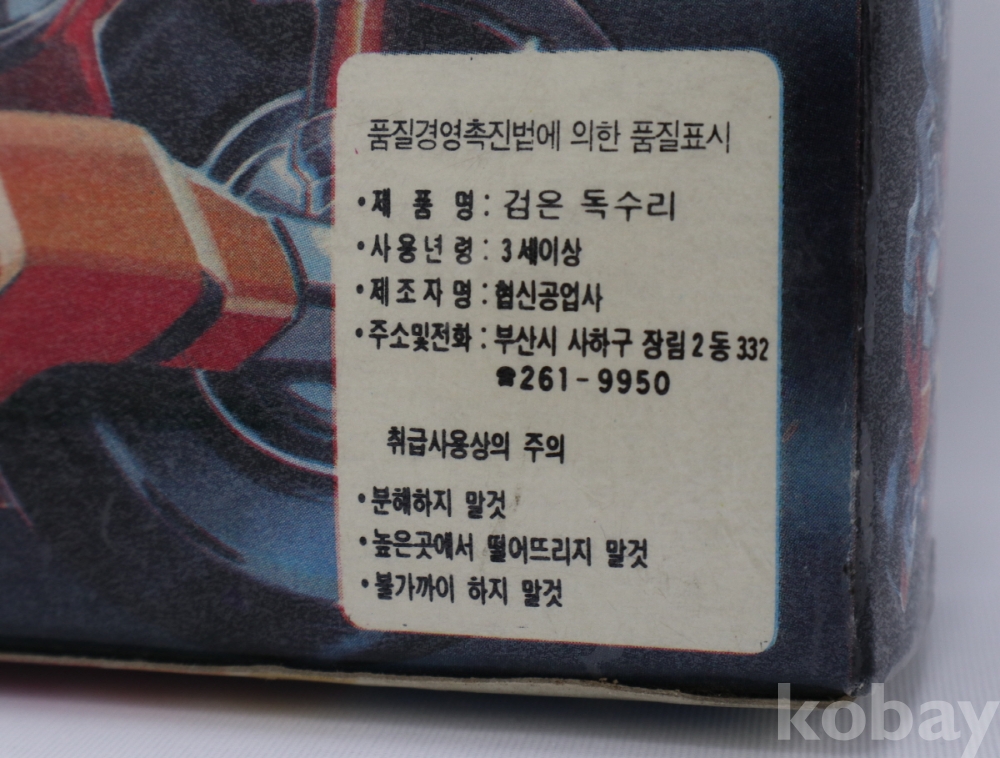 품질경영촉진법에 의한 품질표시
•제 품 명 : 검은 독수리
•사용년령 : 3세이상
•제조자명 : 협신공업사
•주소및전화 : 부산시 사하구 장림2동 332
☎261-9950
취급사용상의 주의
•분해하지 말것
•높은곳에서 떨어뜨리지 말것
•불가까이 하지 말것
kobay